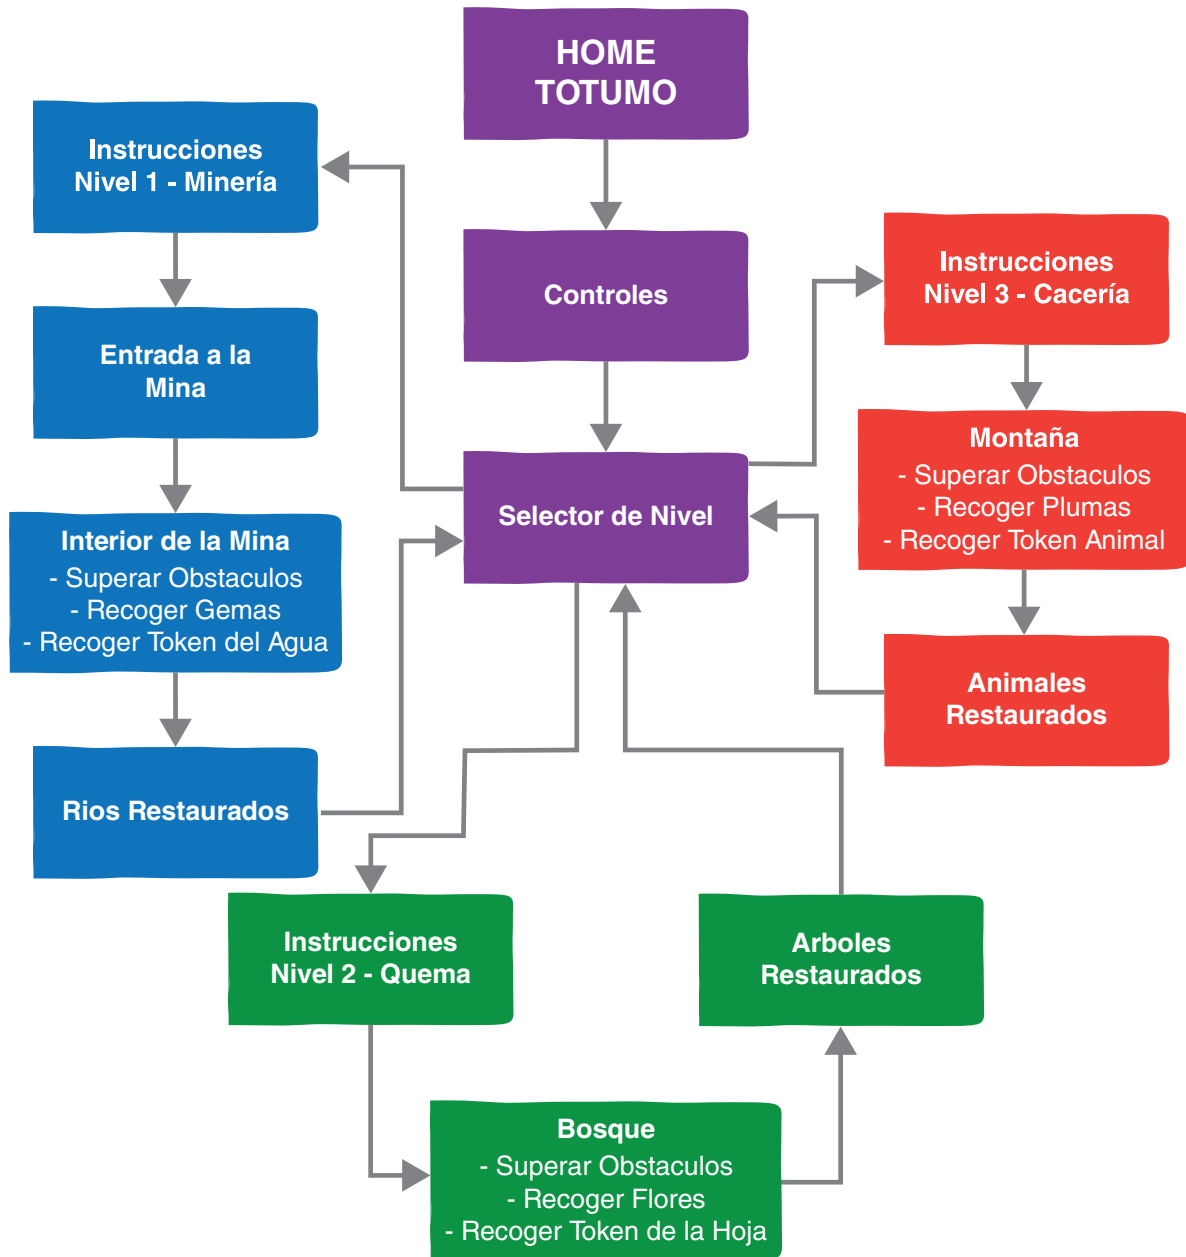 HOME
TOTUMO
Controles
Selector de Nivel
Instrucciones
Nivel 1 - Minería
Entrada a la
Mina
Interior de la Mina
- Superar Obstaculos
- Recoger Gemas
- Recoger Token del Agua
Rios Restaurados
Instrucciones
Nivel 2 - Quema
Bosque
- Superar Obstaculos
- Recoger Flores
- Recoger Token de la Hoja
Arboles
Restaurados
Instrucciones
Nivel 3 - Cacería
Montaña
- Superar Obstaculos
- Recoger Plumas
- Recoger Token Animal
Animales
Restaurados